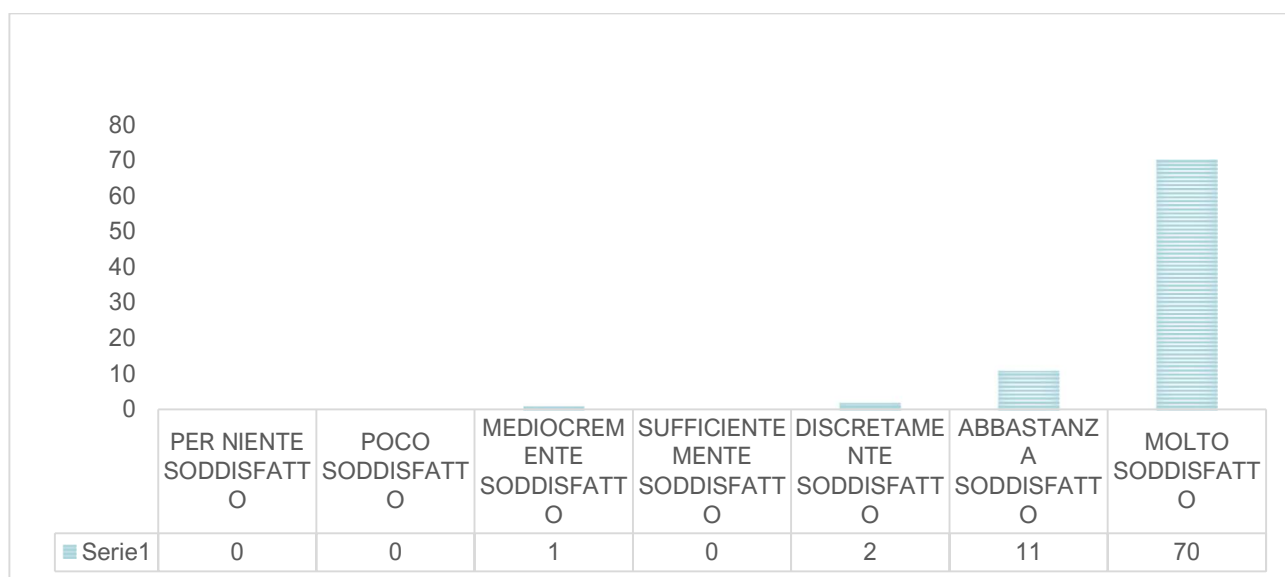 80
70
60
50
40
30
20
10
0
PER NIENTE
SODDISFATT
O
POCO
SODDISFATT
O
MEDIOCREM
ENTE
SODDISFATT
O
SUFFICIENTE
MENTE
SODDISFATT
O
DISCRETAME
NTE
SODDISFATT
O
ABBASTANZ
A
SODDISFATT
O
MOLTO
SODDISFATT
O
Serie1 0 0 1 0 2 11 70